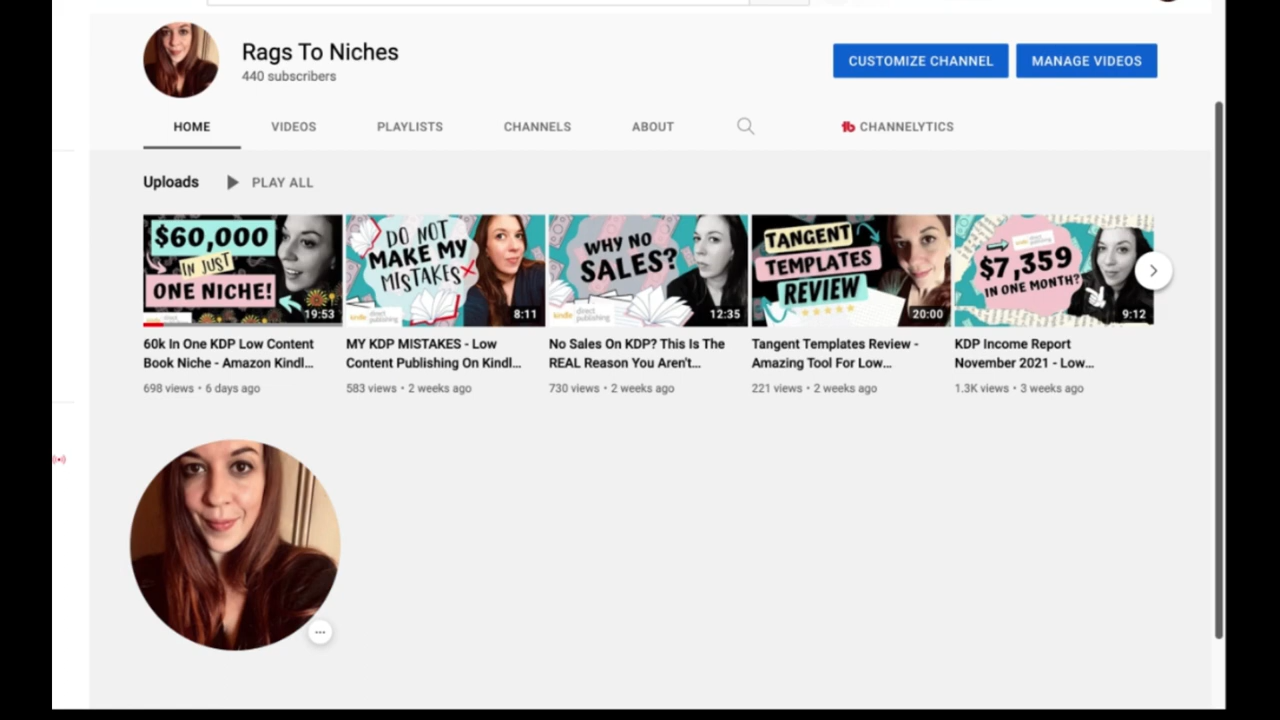 Rags To Niches
440 subscribers
CUSTOMIZE CHANNEL
MANAGE VIDEOS
HOME
VIDEOS
PLAYLISTS
CHANNELS
ABOUT
CHANNELYTICS
Uploads
PLAY ALL
$60,000
IN JUST
ONE NICHE!
19:53
60k In One KDP Low Content
Book Niche - Amazon Kindl...
698 views • 6 days ago
DO NOT
MAKE MY
MISTAKES
8:11
MY KDP MISTAKES - Low
Content Publishing On Kindl...
583 views • 2 weeks ago
WHY NO
SALES?
kindle direct
publishing
12:35
No Sales On KDP? This Is The
REAL Reason You Aren't...
730 views • 2 weeks ago
TANGENT
TEMPLATES
REVIEW
20:00
Tangent Templates Review -
Amazing Tool For Low...
221 views • 2 weeks ago
$7,359
IN ONE MONTH?
9:12
KDP Income Report
November 2021 - Low...
1.3K views • 3 weeks ago